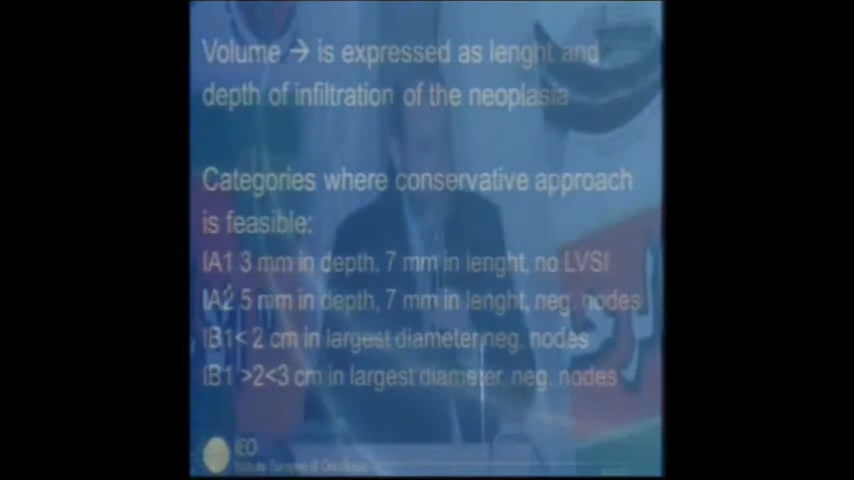 Volume → is expressed as lenght and
depth of infiltration of the neoplasia
Categories where conservative approach
is feasible:
IA1 3 mm in depth, 7 mm in lenght, no LVSI
IA2 5 mm in depth, 7 mm in lenght, neg. nodes
IB1< 2 cm in largest diameter,neg. nodes
IB1 >2<3 cm in largest diameter, neg. nodes
IEO